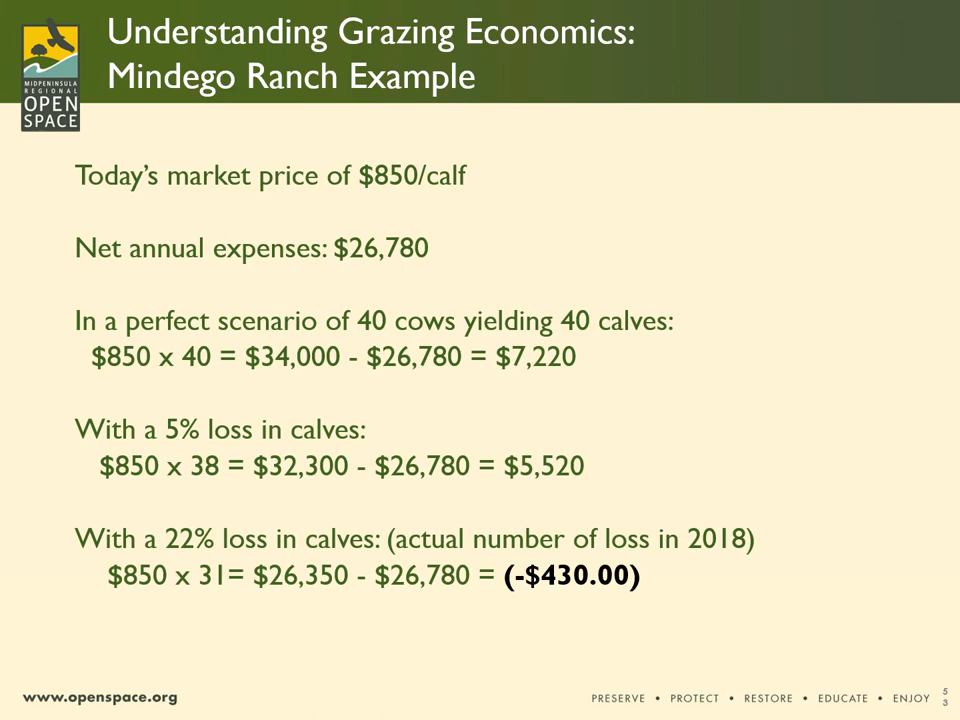 Understanding Grazing Economics:
Mindego Ranch Example
MIDPENINSULA
REGIONAL
OPEN
SPACE
Today's market price of $850/calf
Net annual expenses: $26,780
In a perfect scenario of 40 cows yielding 40 calves:
$850 x 40 = $34,000 - $26,780 = $7,220
With a 5% loss in calves:
$850 x 38 = $32,300 - $26,780 = $5,520
With a 22% loss in calves: (actual number of loss in 2018)
$850 x 31= $26,350 - $26,780 = (-$430.00)
www.openspace.org
PRESERVE • PROTECT • RESTORE • EDUCATE • ENJOY
5
3